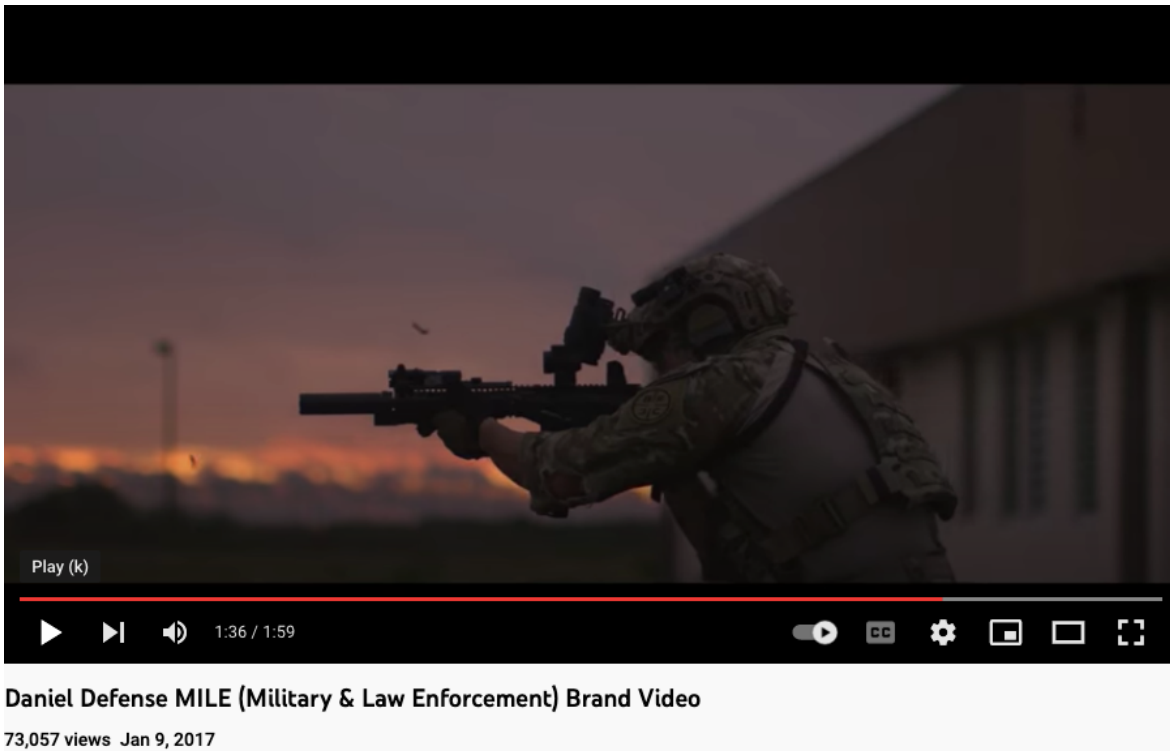 Play (k)
1:36 / 1:59
CC
Daniel Defense MILE (Military & Law Enforcement) Brand Video
73,057 views Jan 9, 2017